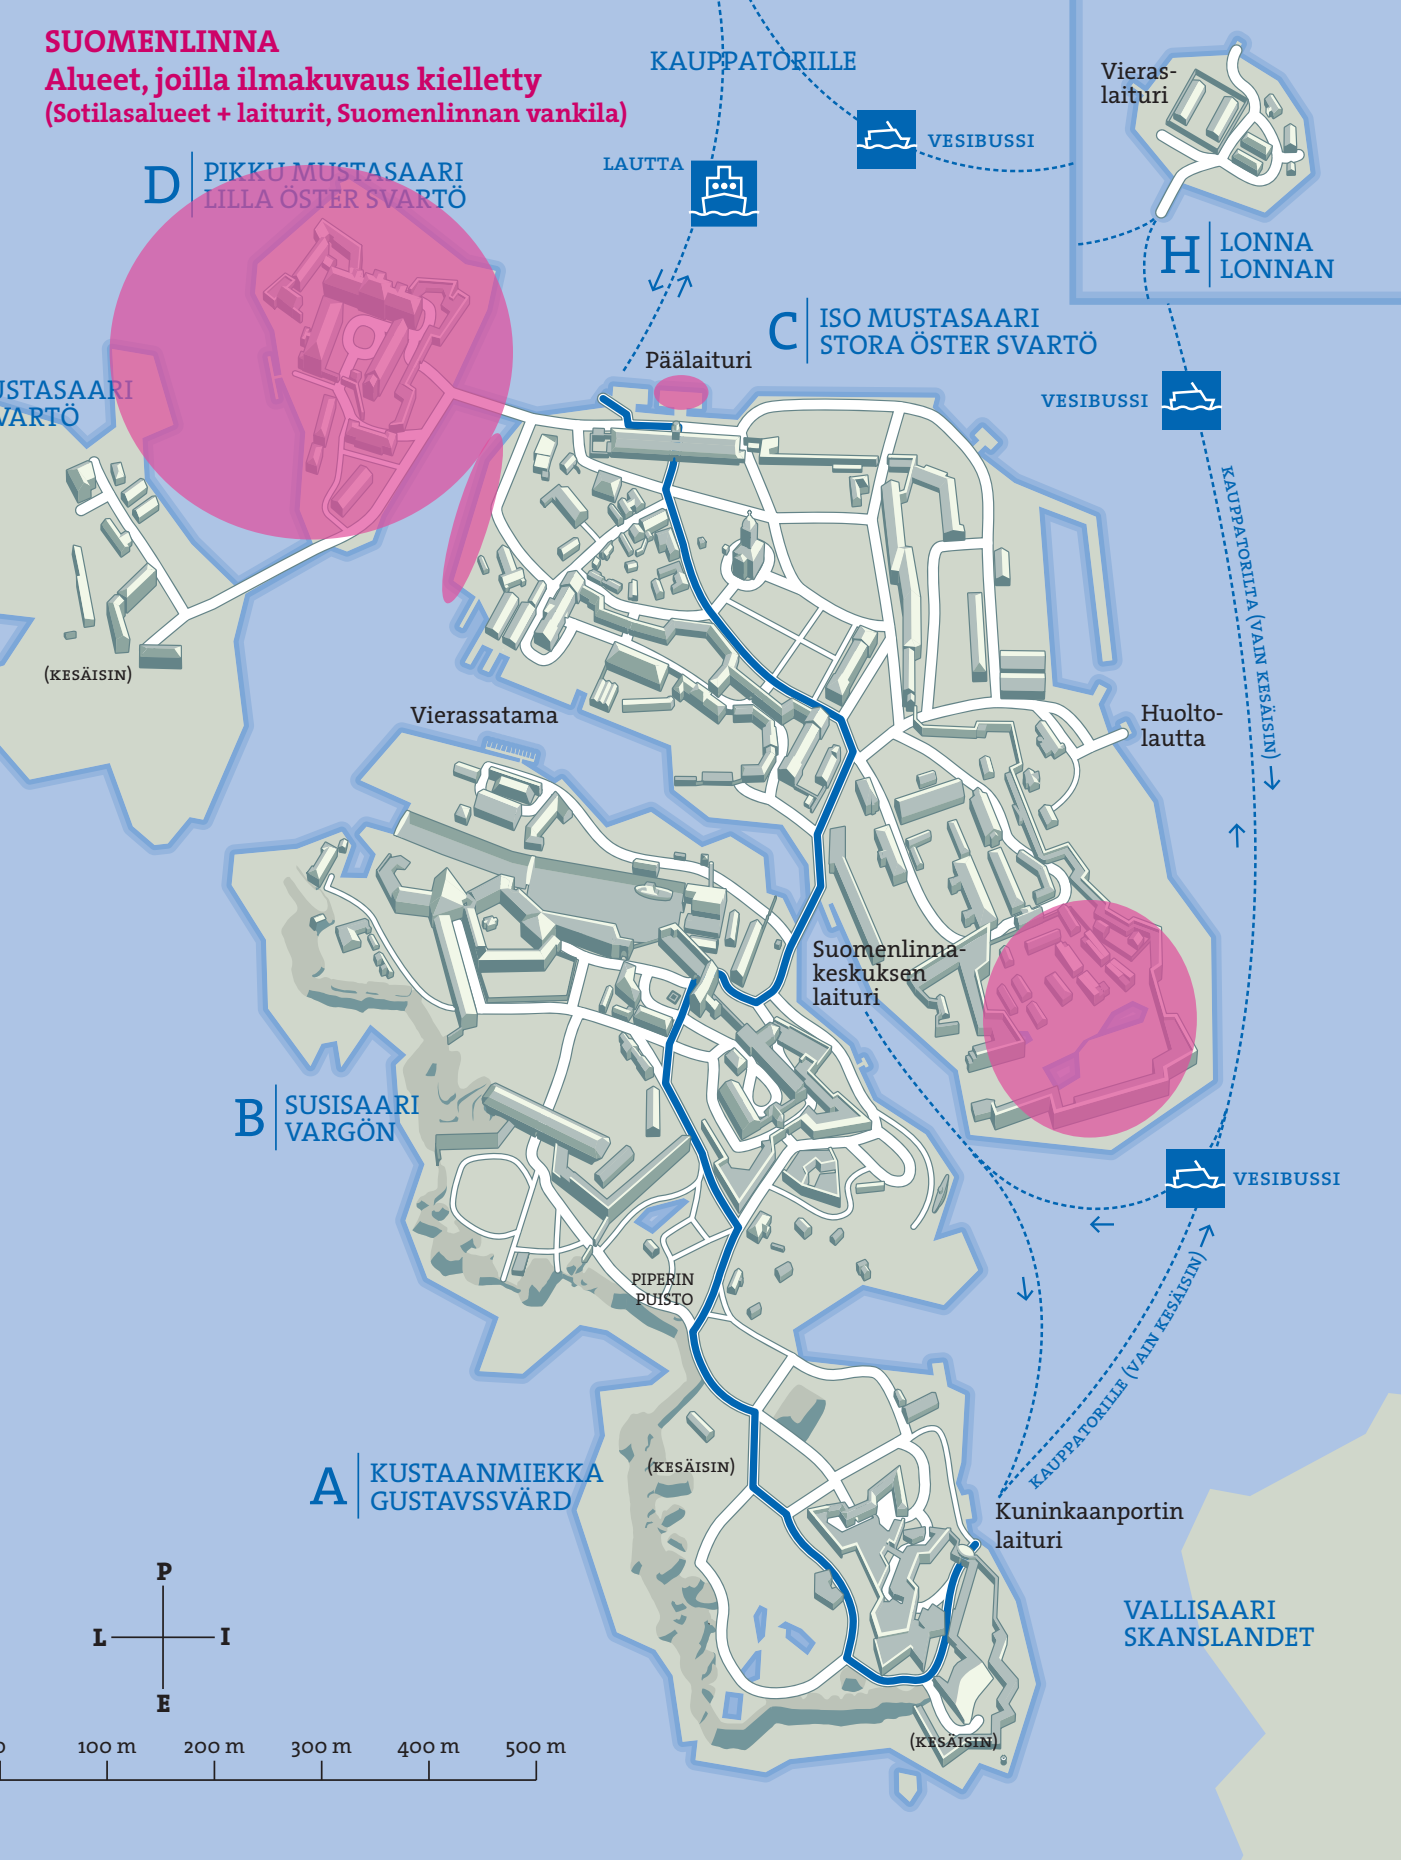 SUOMENLINNA
Alueet, joilla ilmakuvaus kielletty
(Sotilasalueet + laiturit, Suomenlinnan vankila)
KAUPPATORILLE
VESIBUSSI
LAUTTA
Vieras-
laituri
H
LONNA
LONNAN
D
PIKKU MUSTASAARI
LILLA ÖSTER SVARTÖ
C
ISO MUSTASAARI
STORA ÖSTER SVARTÖ
Päälaituri
USTASAARI
VARTÖ
VESIBUSSI
KAUPPATORILTA (VAIN KESÄISIN)
(KESÄISIN)
Vierassatama
Huolto-
lautta
Suomenlinna-
keskuksen
laituri
B
SUSISAARI
VARGÖN
VESIBUSSI
PIPERIN
PUISTO
KAUPPATORILLE (VAIN KESÄISIN)
A
KUSTAANMIEKKA
GUSTAVSSVÄRD
(KESÄISIN)
Kuninkaanportin
laituri
VALLISAARI
SKANSLANDET
P
L
I
E
(KESÄISIN)
0 100 m 200 m 300 m 400 m 500 m